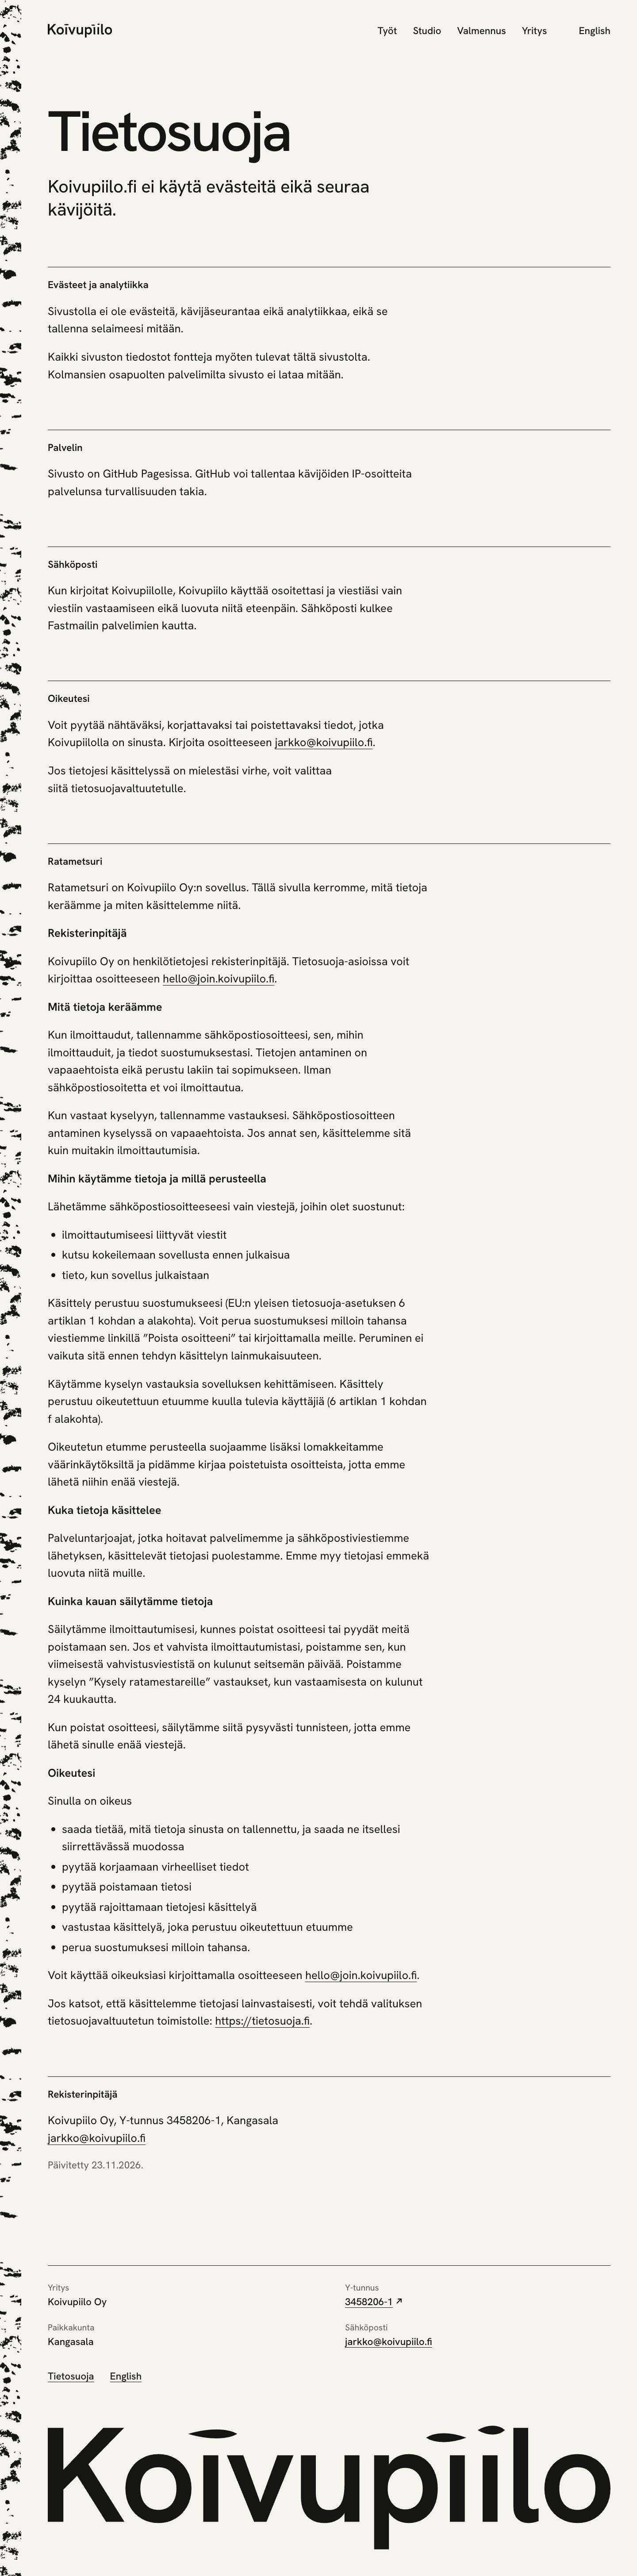 Koivupiilo
Työt Studio Valmennus Yritys English
Tietosuoja
Koivupiilo.fi ei käytä evästeitä eikä seuraa
kävijöitä.
Evästeet ja analytiikka
Sivustolla ei ole evästeitä, kävijäseurantaa eikä analytiikkaa, eikä se
tallenna selaimeesi mitään.
Kaikki sivuston tiedostot fontteja myöten tulevat tältä sivustolta.
Kolmansien osapuolten palvelimilta sivusto ei lataa mitään.
Palvelin
Sivusto on GitHub Pagesissa. GitHub voi tallentaa kävijöiden IP-osoitteita
palvelunsa turvallisuuden takia.
Sähköposti
Kun kirjoitat Koivupiilolle, Koivupiilo käyttää osoitettasi ja viestiäsi vain
viestiin vastaamiseen eikä luovuta niitä eteenpäin. Sähköposti kulkee
Fastmailin palvelimien kautta.
Oikeutesi
Voit pyytää nähtäväksi, korjattavaksi tai poistettavaksi tiedot, jotka
Koivupiilolla on sinusta. Kirjoita osoitteeseen jarkko@koivupiilo.fi.
Jos tietojesi käsittelyssä on mielestäsi virhe, voit valittaa
siitä tietosuojavaltuutetulle.
Ratametsuri
Ratametsuri on Koivupiilo Oy:n sovellus. Tällä sivulla kerromme, mitä tietoja
keräämme ja miten käsittelemme niitä.
Rekisterinpitäjä
Koivupiilo Oy on henkilötietojesi rekisterinpitäjä. Tietosuoja-asioissa voit
kirjoittaa osoitteeseen hello@join.koivupiilo.fi.
Mitä tietoja keräämme
Kun ilmoittaudut, tallennamme sähköpostiosoitteesi, sen, mihin
ilmoittauduit, ja tiedot suostumuksestasi. Tietojen antaminen on
vapaaehtoista eikä perustu lakiin tai sopimukseen. Ilman
sähköpostiosoitetta et voi ilmoittautua.
Kun vastaat kyselyyn, tallennamme vastauksesi. Sähköpostiosoitteen
antaminen kyselyssä on vapaaehtoista. Jos annat sen, käsittelemme sitä
kuin muitakin ilmoittautumisia.
Mihin käytämme tietoja ja millä perusteella
Lähetämme sähköpostiosoitteeseesi vain viestejä, joihin olet suostunut:
• ilmoittautumiseesi liittyvät viestit
• kutsu kokeilemaan sovellusta ennen julkaisua
• tieto, kun sovellus julkaistaan
Käsittely perustuu suostumukseesi (EU:n yleisen tietosuoja-asetuksen 6
artiklan 1 kohdan a alakohta). Voit perua suostumuksesi milloin tahansa
viestiemme linkillä ”Poista osoitteeni” tai kirjoittamalla meille. Peruminen ei
vaikuta sitä ennen tehdyn käsittelyn lainmukaisuuteen.
Käytämme kyselyn vastauksia sovelluksen kehittämiseen. Käsittely
perustuu oikeutettuun etuumme kuulla tulevia käyttäjiä (6 artiklan 1 kohdan
f alakohta).
Oikeutetun etumme perusteella suojaamme lisäksi lomakkeitamme
väärinkäytöksiltä ja pidämme kirjaa poistetuista osoitteista, jotta emme
lähetä niihin enää viestejä.
Kuka tietoja käsittelee
Palveluntarjoajat, jotka hoitavat palvelimemme ja sähköpostiviestiemme
lähetyksen, käsittelevät tietojasi puolestamme. Emme myy tietojasi emmekä
luovuta niitä muille.
Kuinka kauan säilytämme tietoja
Säilytämme ilmoittautumisesi, kunnes poistat osoitteesi tai pyydät meitä
poistamaan sen. Jos et vahvista ilmoittautumistasi, poistamme sen, kun
viimeisestä vahvistusviestistä on kulunut seitsemän päivää. Poistamme
kyselyn ”Kysely ratamestareille” vastaukset, kun vastaamisesta on kulunut
24 kuukautta.
Kun poistat osoitteesi, säilytämme siitä pysyvästi tunnisteen, jotta emme
lähetä sinulle enää viestejä.
Oikeutesi
Sinulla on oikeus
• saada tietää, mitä tietoja sinusta on tallennettu, ja saada ne itsellesi
siirrettävässä muodossa
• pyytää korjaamaan virheelliset tiedot
• pyytää poistamaan tietosi
• pyytää rajoittamaan tietojesi käsittelyä
• vastustaa käsittelyä, joka perustuu oikeutettuun etuumme
• perua suostumuksesi milloin tahansa.
Voit käyttää oikeuksiasi kirjoittamalla osoitteeseen hello@join.koivupiilo.fi.
Jos katsot, että käsittelemme tietojasi lainvastaisesti, voit tehdä valituksen
tietosuojavaltuutetun toimistolle: https://tietosuoja.fi.
Rekisterinpitäjä
Koivupiilo Oy, Y-tunnus 3458206-1, Kangasala
jarkko@koivupiilo.fi
Päivitetty 23.11.2026.
Yritys
Koivupiilo Oy
Y-tunnus
3458206-1 ↗
Paikkakunta
Kangasala
Sähköposti
jarkko@koivupiilo.fi
Tietosuoja English
Koivupiilo